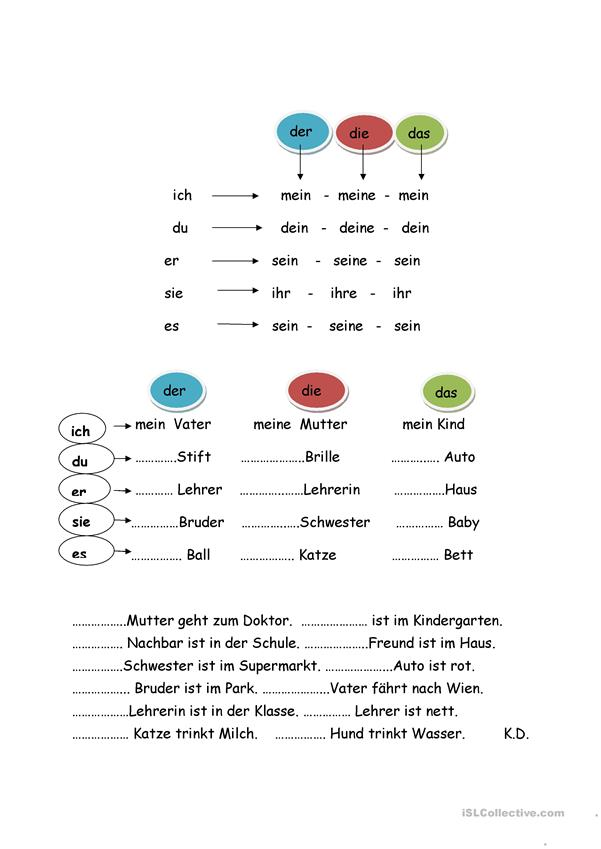 der die das
ich mein - meine - mein
du dein - deine - dein
er sein - seine - sein
sie ihr - ihre - ihr
es sein - seine - sein
der die das
ich mein Vater meine Mutter mein Kind
du ………….Stift ………………..Brille ………….. Auto
er ………… Lehrer ………………..Lehrerin …………….Haus
sie ……………Bruder ………………..Schwester …………… Baby
es ……………. Ball …………….. Katze …………… Bett
……………..Mutter geht zum Doktor. ………………… ist im Kindergarten.
……………. Nachbar ist in der Schule. ………………..Freund ist im Haus.
…………….Schwester ist im Supermarkt. ………………….Auto ist rot.
……………… Bruder ist im Park. …………………Vater fährt nach Wien.
………………Lehrerin ist in der Klasse. …………… Lehrer ist nett.
……………… Katze trinkt Milch. ……………. Hund trinkt Wasser. K.D.
iSLCollective.com